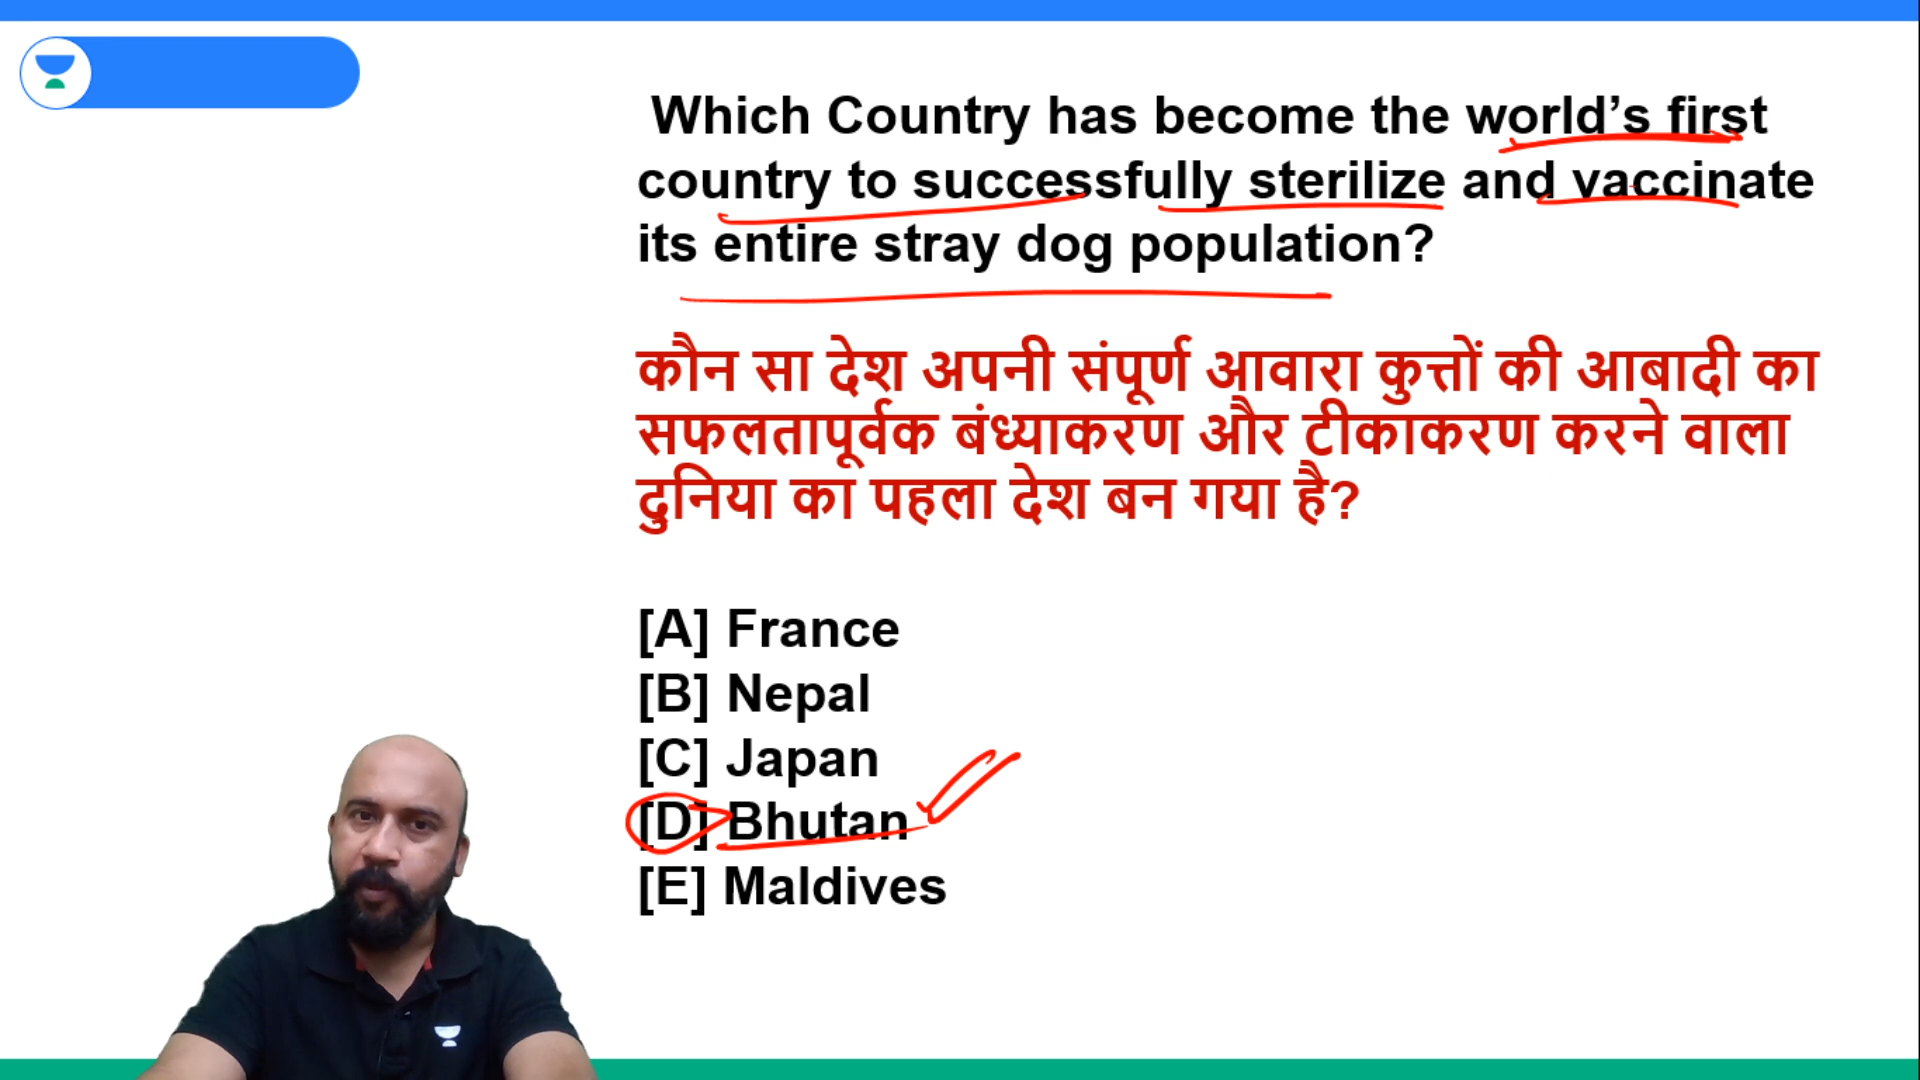 Which Country has become the world’s first
country to successfully sterilize and vaccinate
its entire stray dog population?
कौन सा देश अपनी संपूर्ण आवारा कुत्तों की आबादी का
सफलतापूर्वक बंध्याकरण और टीकाकरण करने वाला
दुनिया का पहला देश बन गया है?
[A] France
[B] Nepal
[C] Japan
[D] Bhutan
[E] Maldives